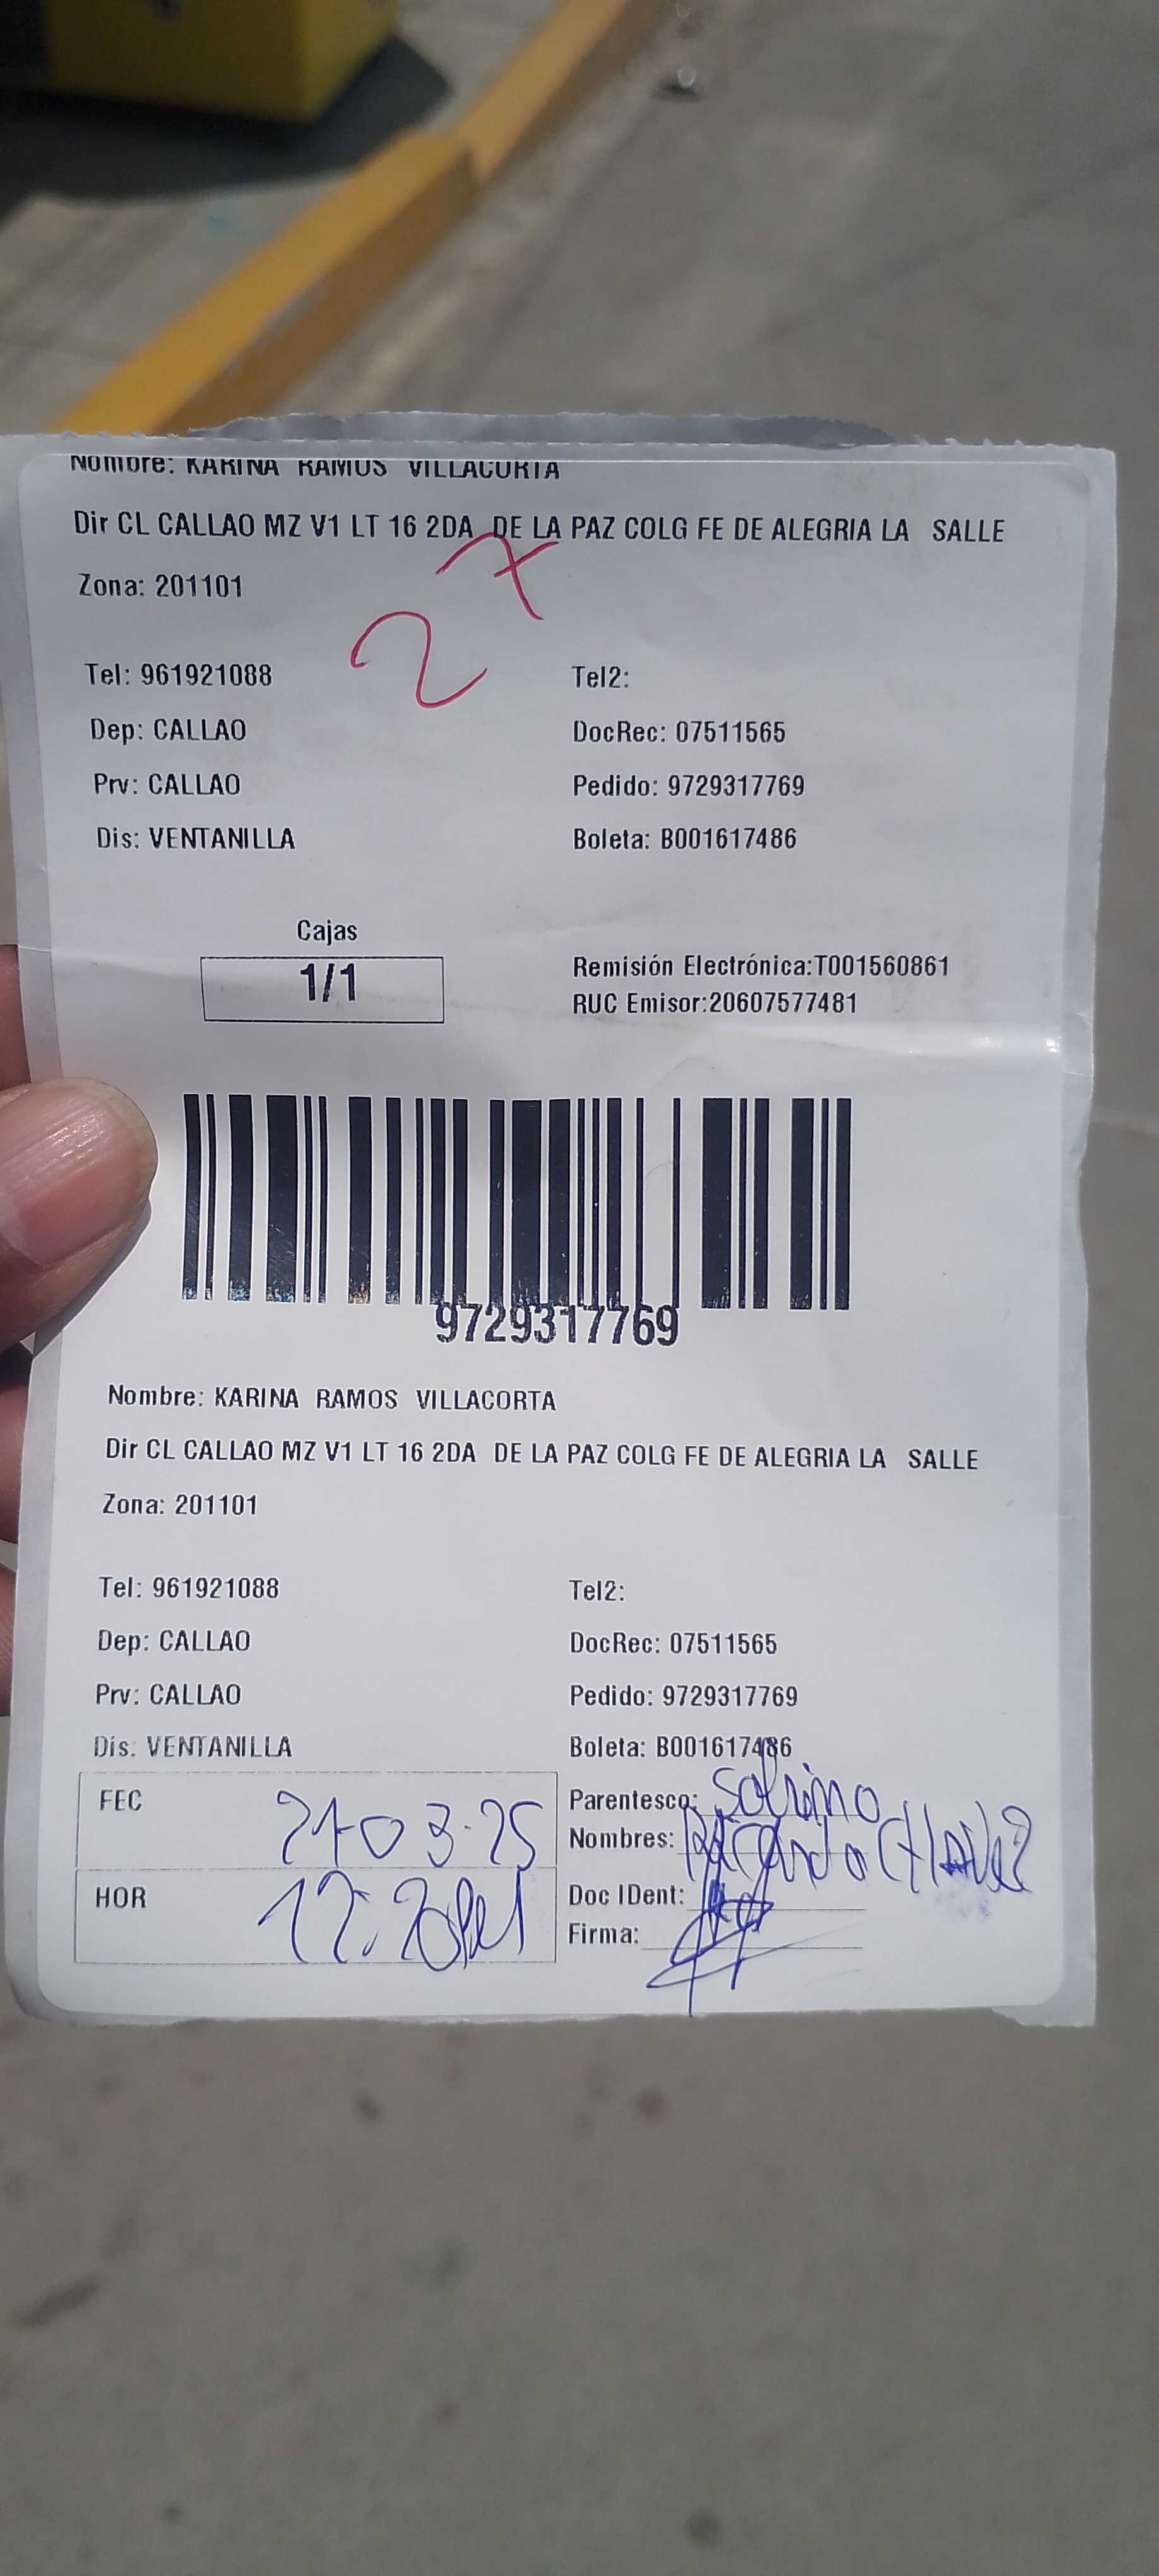 Nombre: KARINA RAMOS VILLACORTA
Dir CL CALLAO MZ V1 LT 16 2DA DE LA PAZ COLG FE DE ALEGRIA LA SALLE
27
Zona: 201101
Tel: 961921088 Tel2:
Dep: CALLAO DocRec: 07511565
Prv: CALLAO Pedido: 9729317769
Dis: VENTANILLA Boleta: B001617486
Cajas
1/1
Remisión Electrónica:T001560861
RUC Emisor:20607577481
9729317769
Nombre: KARINA RAMOS VILLACORTA
Dir CL CALLAO MZ V1 LT 16 2DA DE LA PAZ COLG FE DE ALEGRIA LA SALLE
Zona: 201101
Tel: 961921088 Tel2:
Dep: CALLAO DocRec: 07511565
Prv: CALLAO Pedido: 9729317769
Dis: VENTANILLA Boleta: B001617486
FEC 21-03-25 Parentesco: Sobrino
Nombres: Ricardo
HOR Doc IDent:
Firma: